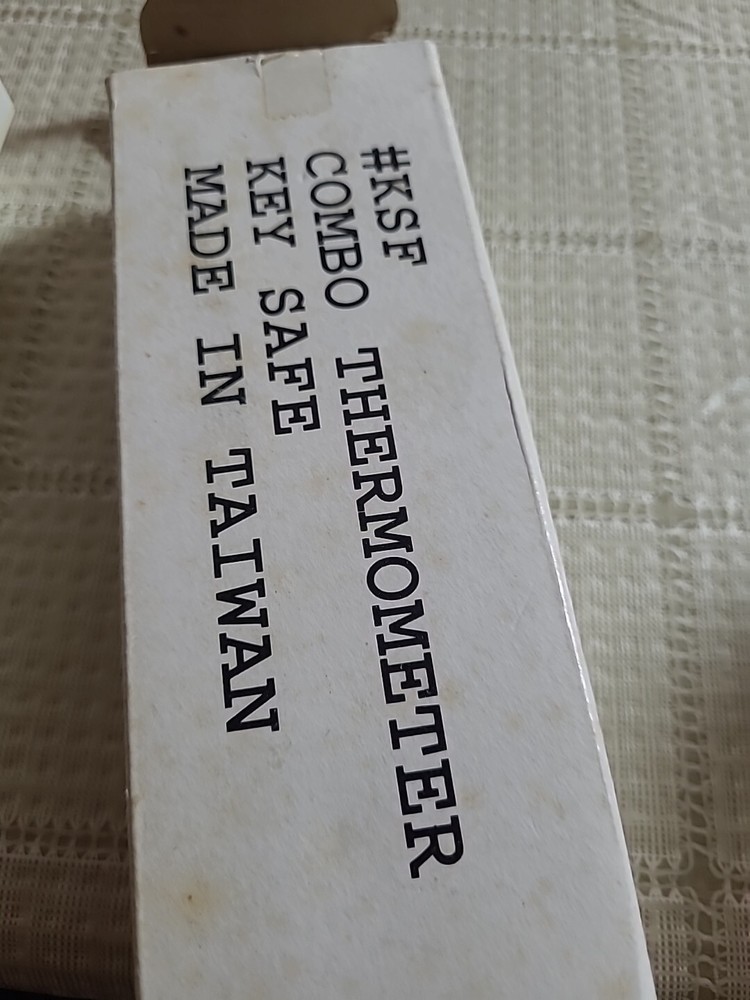 #KSF
COMBO THERMOMETER
KEY SAFE
MADE IN TAIWAN